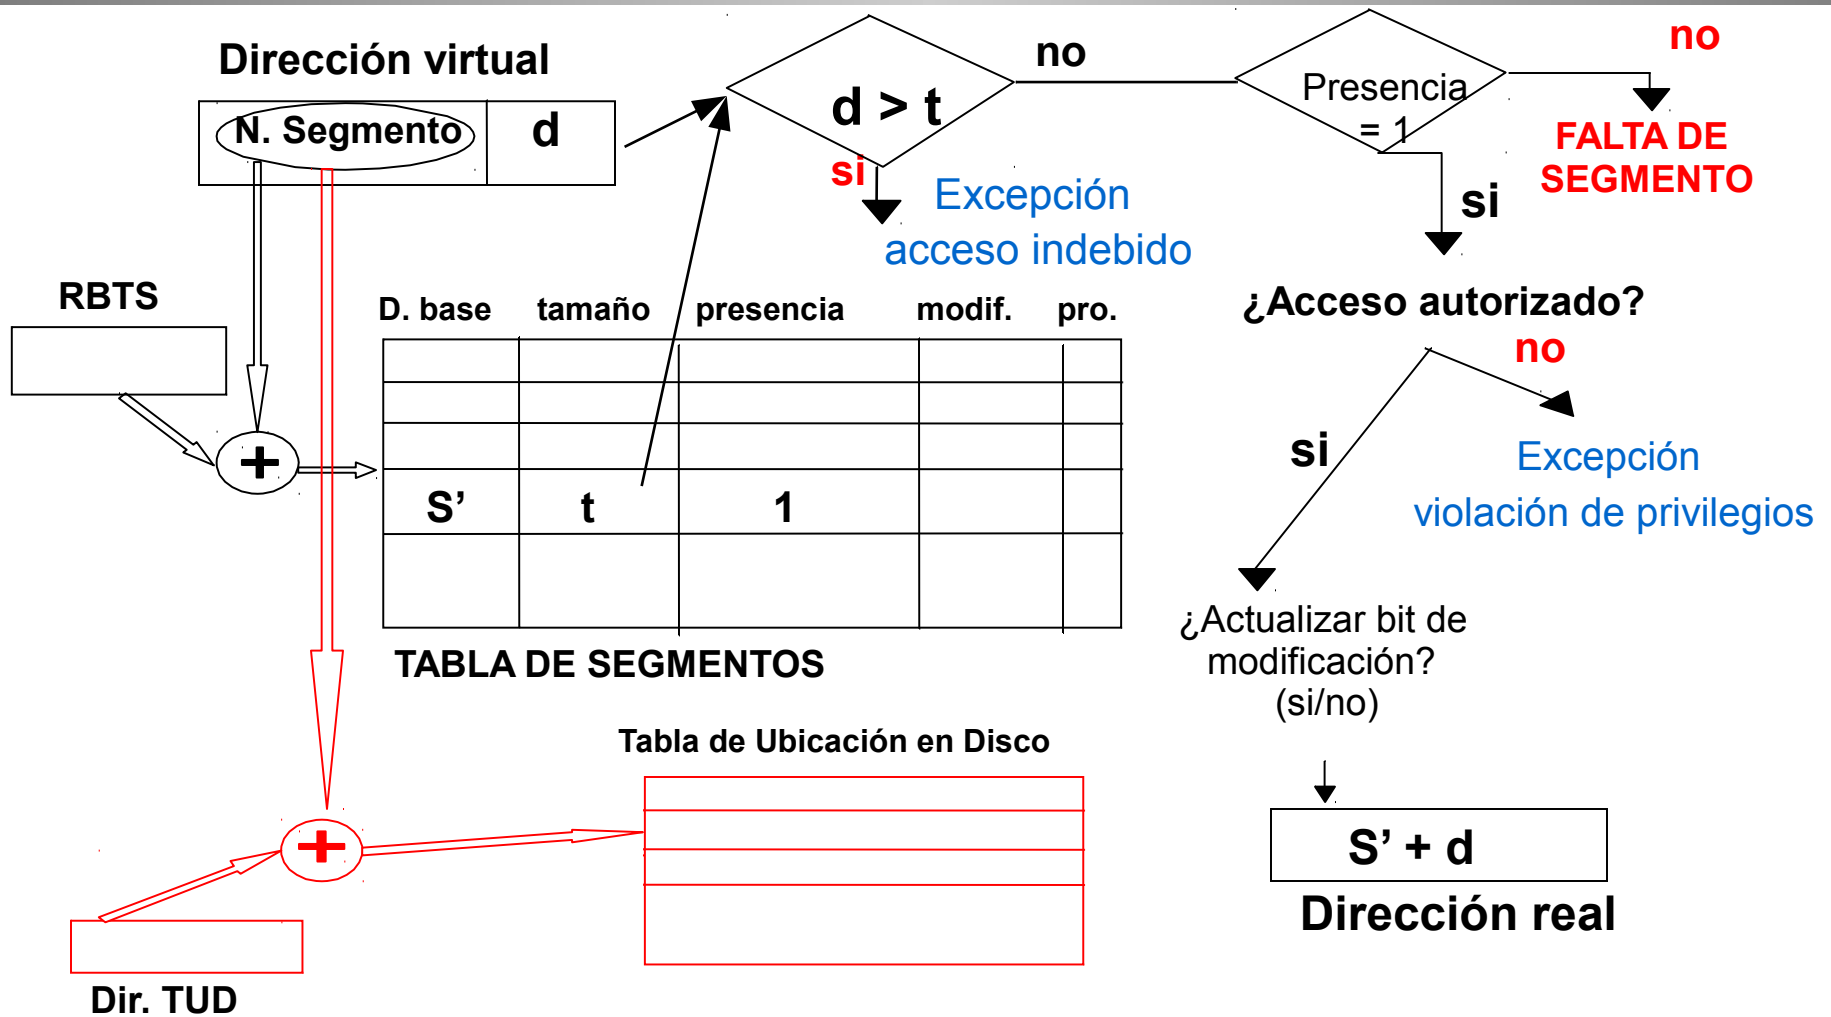 Dirección virtual
N. Segmento
d
d > t
no
si
Excepción
acceso indebido
Presencia
= 1
no
FALTA DE
SEGMENTO
si
RBTS
+
D. base tamaño presencia modif. pro.
S’ t 1
TABLA DE SEGMENTOS
¿Acceso autorizado?
no
si
Excepción
violación de privilegios
¿Actualizar bit de
modificación?
(si/no)
S’ + d
Dirección real
Tabla de Ubicación en Disco
+
Dir. TUD